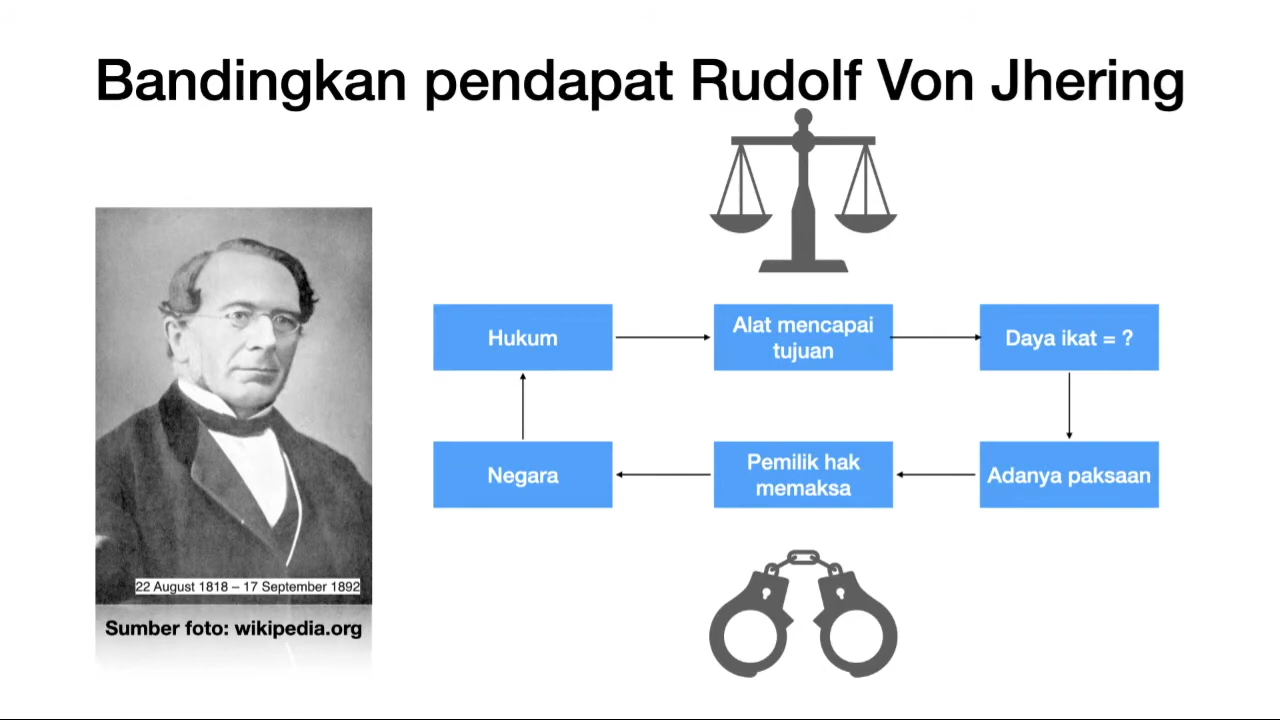 Bandingkan pendapat Rudolf Von Jhering
Hukum
Alat mencapai
tujuan
Daya ikat = ?
Negara
Pemilik hak
memaksa
Adanya paksaan
22 August 1818 – 17 September 1892
Sumber foto: wikipedia.org